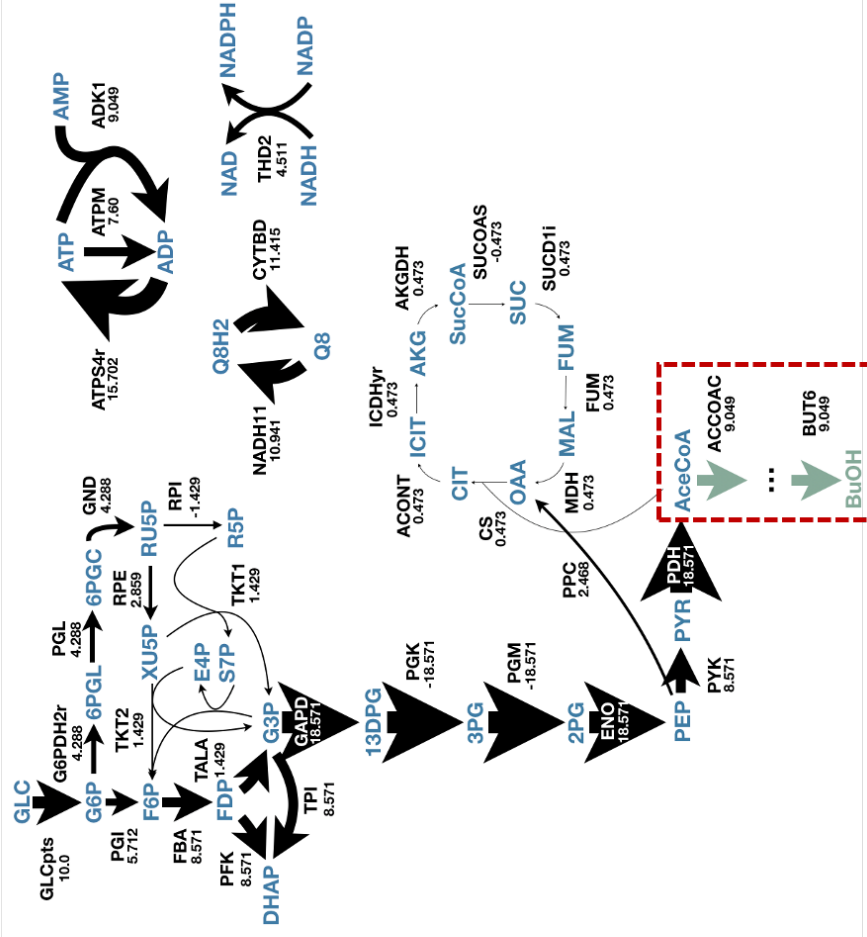 GLC
GLCpts
10.0
G6P
G6PDH2r
4.288
6PGL
PGL
4.288
6PGC
GND
4.288
RU5P
RPI
-1.429
R5P
RPE
2.859
XU5P
PGI
5.712
F6P
TKT2
1.429
TKT1
1.429
E4P
S7P
TALA
1.429
FBA
8.571
FDP
PFK
8.571
DHAP
TPI
8.571
G3P
GAPD
18.571
13DPG
PGK
-18.571
3PG
PGM
-18.571
2PG
ENO
18.571
PEP
PYK
8.571
PYR
PDH
18.571
AceCoA
ACCOAC
9.049
...
BUT6
9.049
BuOH
PPC
2.468
OAA
CS
0.473
CIT
ACONT
0.473
ICIT
ICDHyr
0.473
AKG
AKGDH
0.473
SucCoA
SUCOAS
-0.473
SUC
SUCD1i
0.473
FUM
FUM
0.473
MAL
MDH
0.473
ATP
ATPS4r
15.702
ATPM
7.60
ADP
AMP
ADK1
9.049
Q8H2
Q8
NADH11
10.941
CYTBD
11.415
NAD
NADPH
THD2
4.511
NADH
NADP